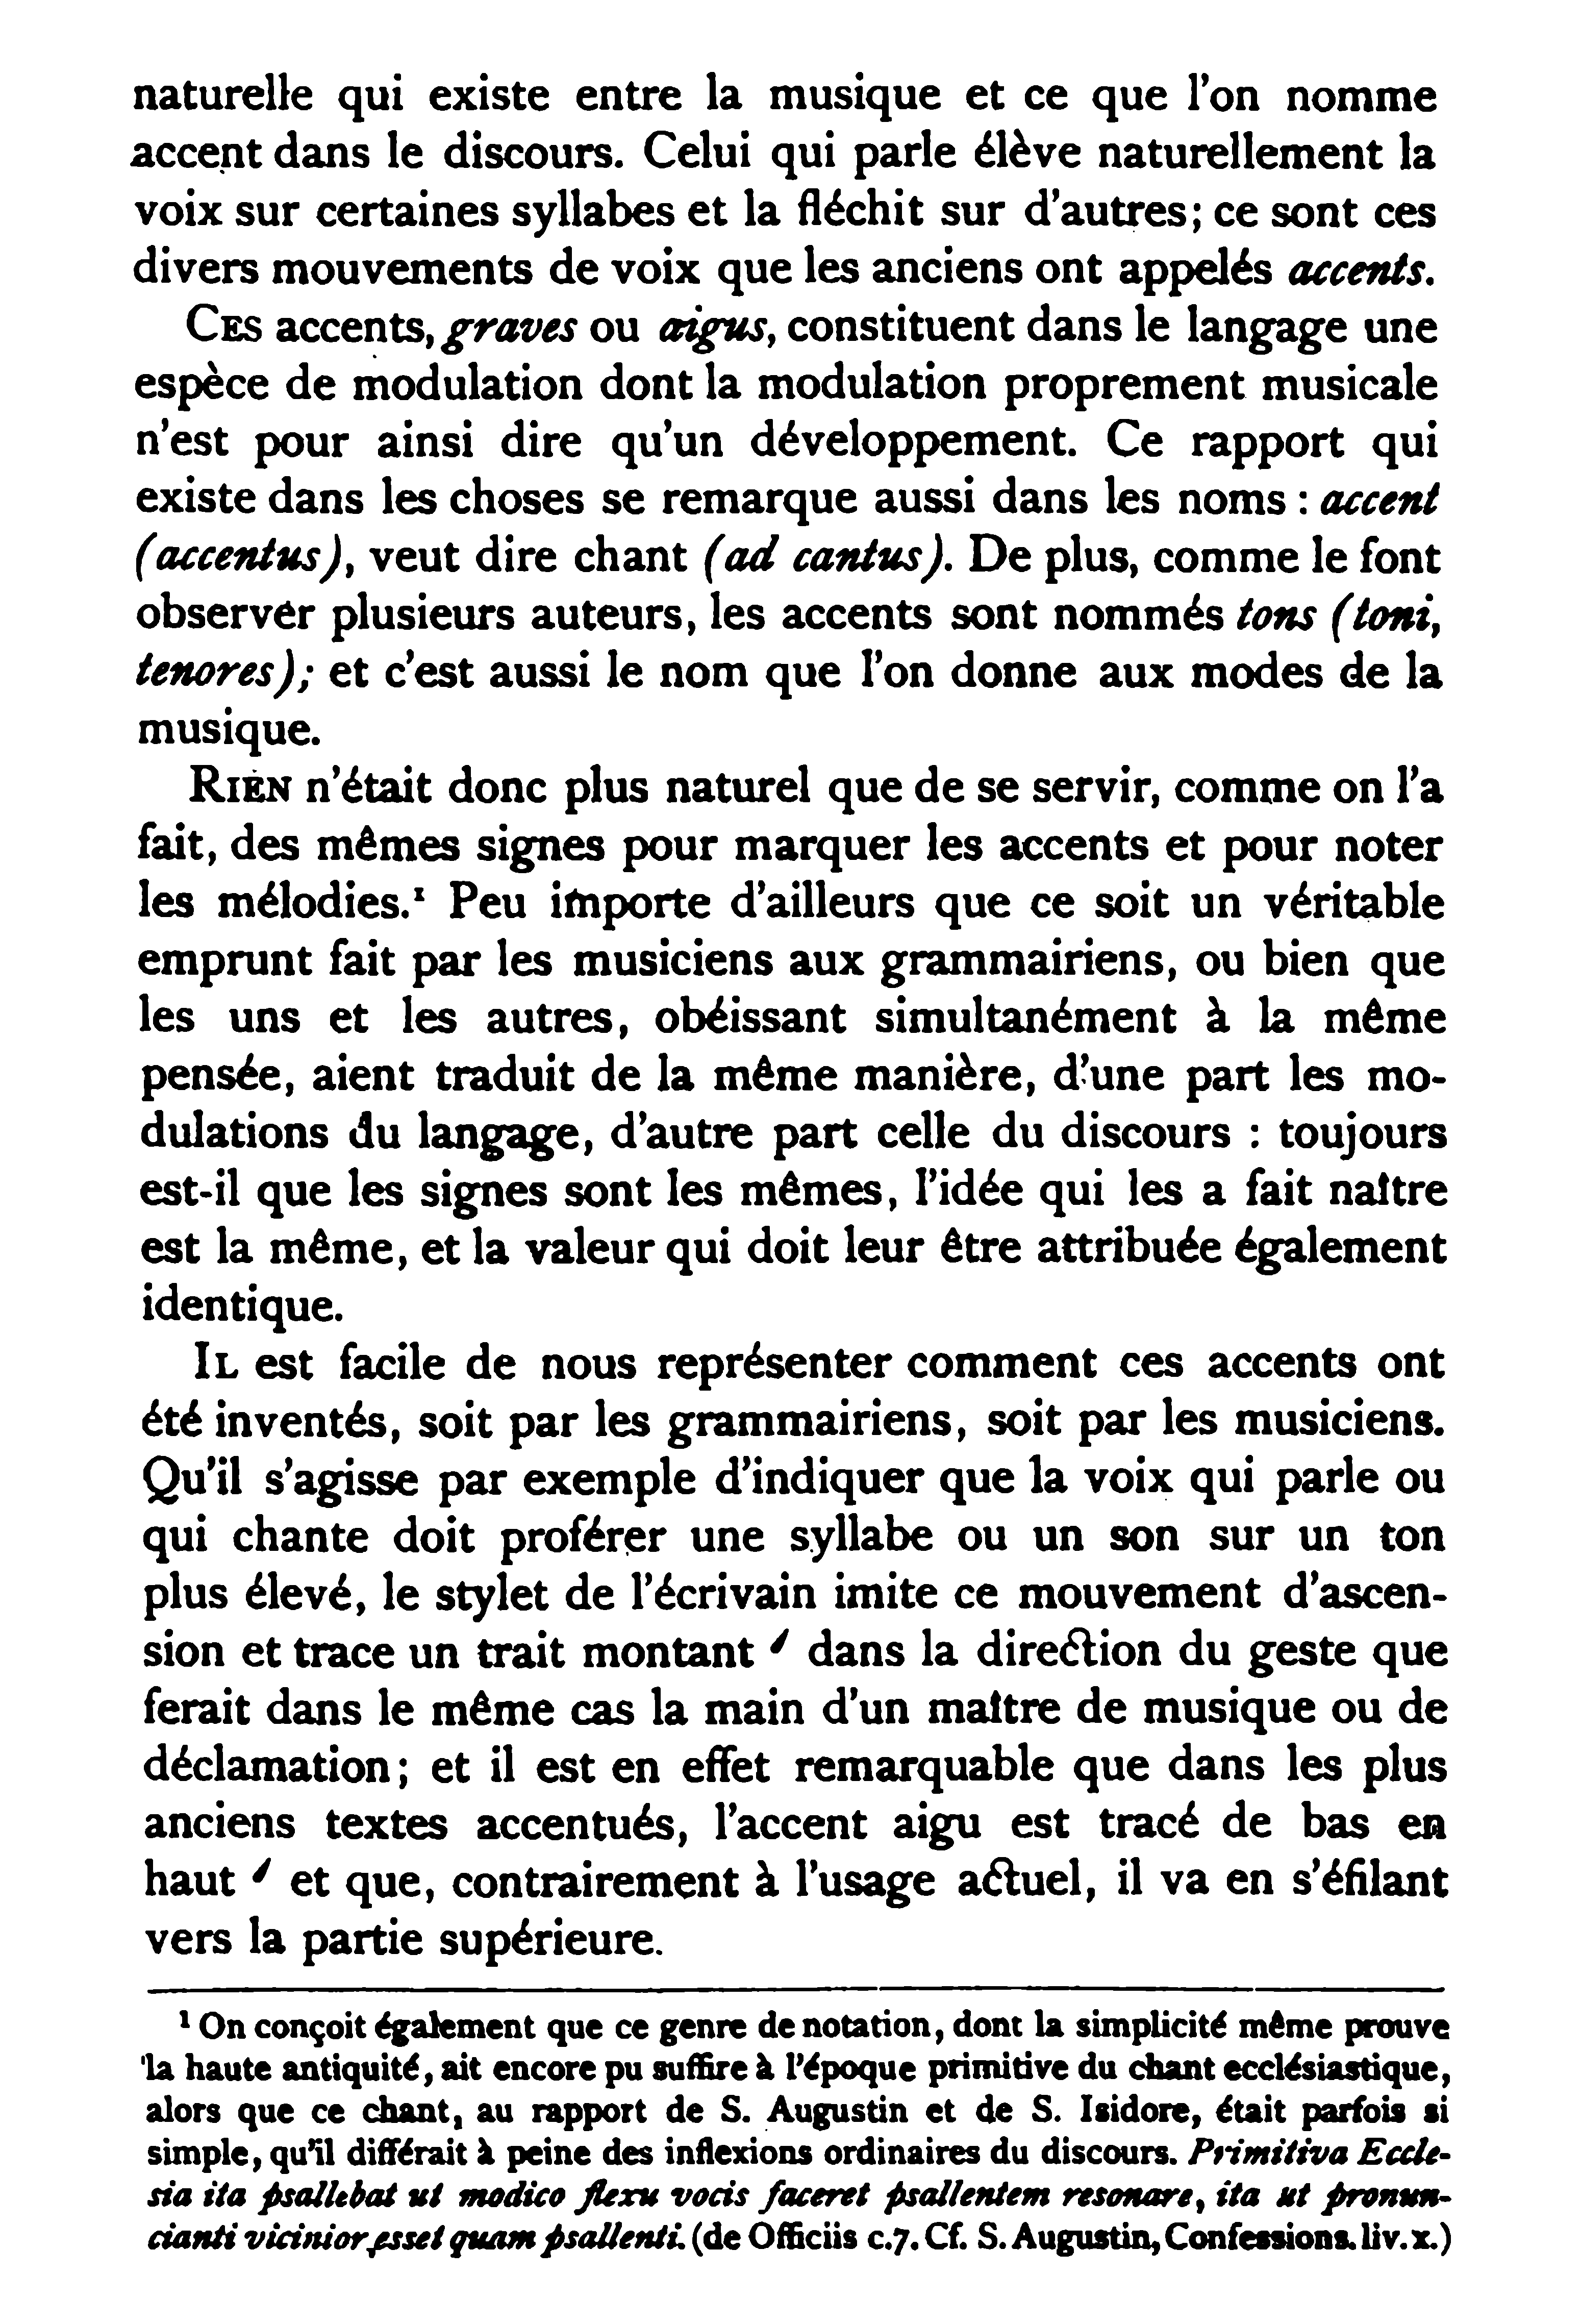 naturelle qui existe entre la musique et ce que l'on nomme
accent dans le discours. Celui qui parle élève naturellement la
voix sur certaines syllabes et la fléchit sur d'autres; ce sont ces
divers mouvements de voix que les anciens ont appelés accents.
CES accents, graves ou aigus, constituent dans le langage une
espèce de modulation dont la modulation proprement musicale
n'est pour ainsi dire qu'un développement. Ce rapport qui
existe dans les choses se remarque aussi dans les noms : accent
(accentus), veut dire chant (ad cantus). De plus, comme le font
observer plusieurs auteurs, les accents sont nommés tons (toni,
tenores); et c'est aussi le nom que l'on donne aux modes de la
musique.
RIEN n'était donc plus naturel que de se servir, comme on l'a
fait, des mêmes signes pour marquer les accents et pour noter
les mélodies.¹ Peu importe d'ailleurs que ce soit un véritable
emprunt fait par les musiciens aux grammairiens, ou bien que
les uns et les autres, obéissant simultanément à la même
pensée, aient traduit de la même manière, d'une part les mo-
dulations du langage, d'autre part celle du discours : toujours
est-il que les signes sont les mêmes, l'idée qui les a fait naître
est la même, et la valeur qui doit leur être attribuée également
identique.
IL est facile de nous représenter comment ces accents ont
été inventés, soit par les grammairiens, soit par les musiciens.
Qu'il s'agisse par exemple d'indiquer que la voix qui parle ou
qui chante doit proférer une syllabe ou un son sur un ton
plus élevé, le stylet de l'écrivain imite ce mouvement d'ascen-
sion et trace un trait montant ⸍ dans la direction du geste que
ferait dans le même cas la main d'un maître de musique ou de
déclamation; et il est en effet remarquable que dans les plus
anciens textes accentués, l'accent aigu est tracé de bas en
haut ⸍ et que, contrairement à l'usage actuel, il va en s'éfilant
vers la partie supérieure.
¹ On conçoit également que ce genre de notation, dont la simplicité même prouve
la haute antiquité, ait encore pu suffire à l'époque primitive du chant ecclésiastique,
alors que ce chant, au rapport de S. Augustin et de S. Isidore, était parfois si
simple, qu'il différait à peine des inflexions ordinaires du discours. Primitiva Eccle-
sia ita psallebat ut modico flexu vocis faceret psallentem resonare, ita ut pronun-
cianti vicinior esset quam psallenti. (de Officiis c.7. Cf. S. Augustin, Confessions. liv. x.)